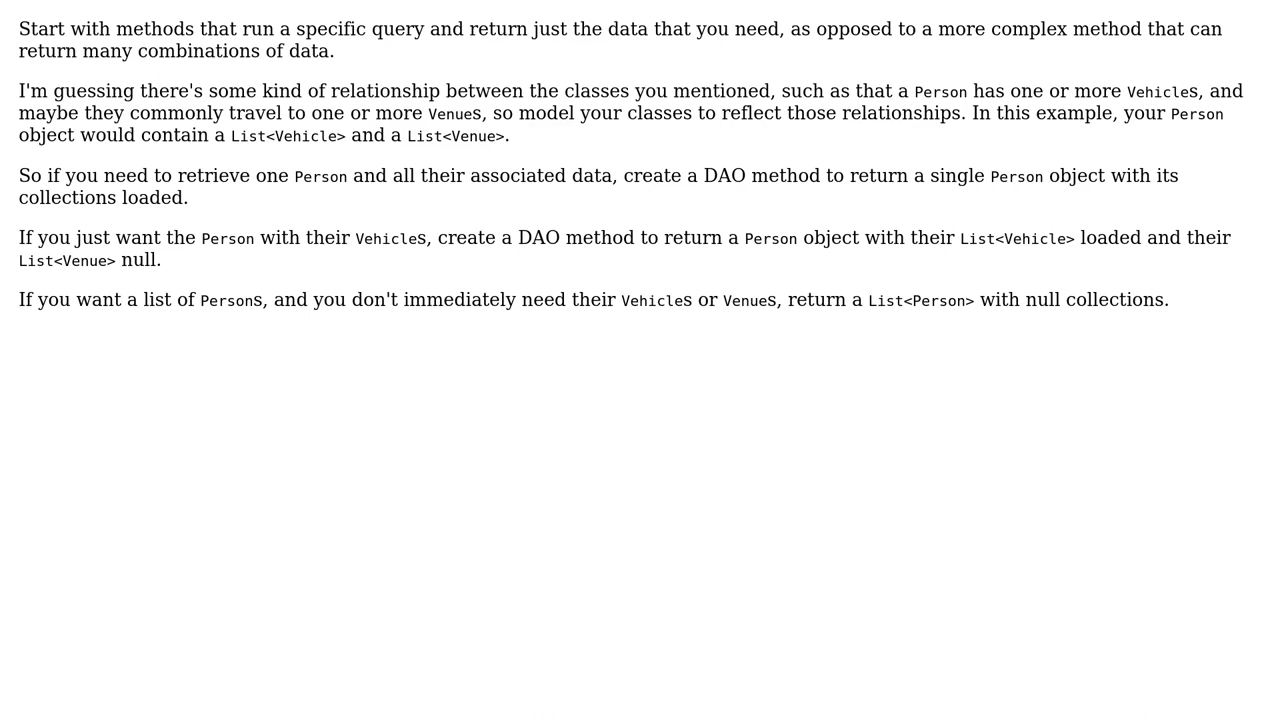 Start with methods that run a specific query and return just the data that you need, as opposed to a more complex method that can
return many combinations of data.
I'm guessing there's some kind of relationship between the classes you mentioned, such as that a Person has one or more Vehicles, and
maybe they commonly travel to one or more Venues, so model your classes to reflect those relationships. In this example, your Person
object would contain a List<Vehicle> and a List<Venue>.
So if you need to retrieve one Person and all their associated data, create a DAO method to return a single Person object with its
collections loaded.
If you just want the Person with their Vehicles, create a DAO method to return a Person object with their List<Vehicle> loaded and their
List<Venue> null.
If you want a list of Persons, and you don't immediately need their Vehicles or Venues, return a List<Person> with null collections.